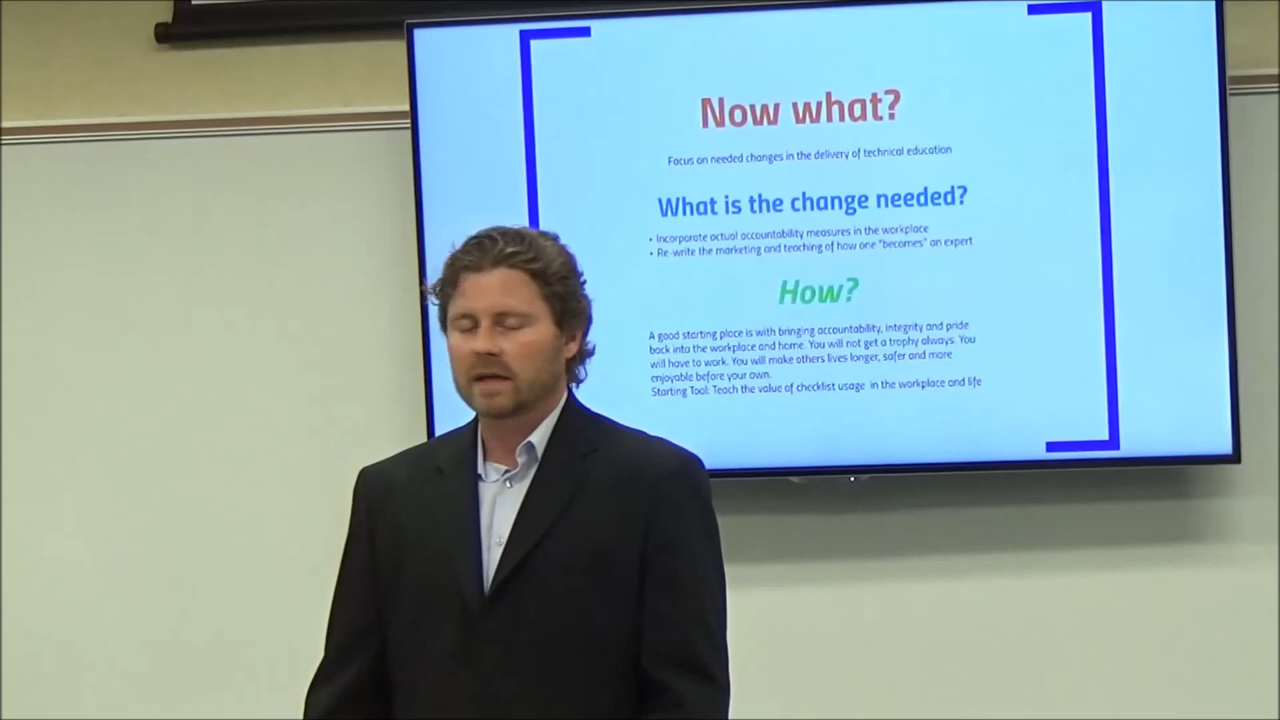 Now what?
Focus on needed changes in the delivery of technical education
What is the change needed?
• Incorporate actual accountability measures in the workplace
• Re-write the marketing and teaching of how one "becomes" an expert
How?
A good starting place is with bringing accountability, integrity and pride
back into the workplace and home. You will not get a trophy always. You
will have to work. You will make others lives longer, safer and more
enjoyable before your own.
Starting Tool: Teach the value of checklist usage in the workplace and life